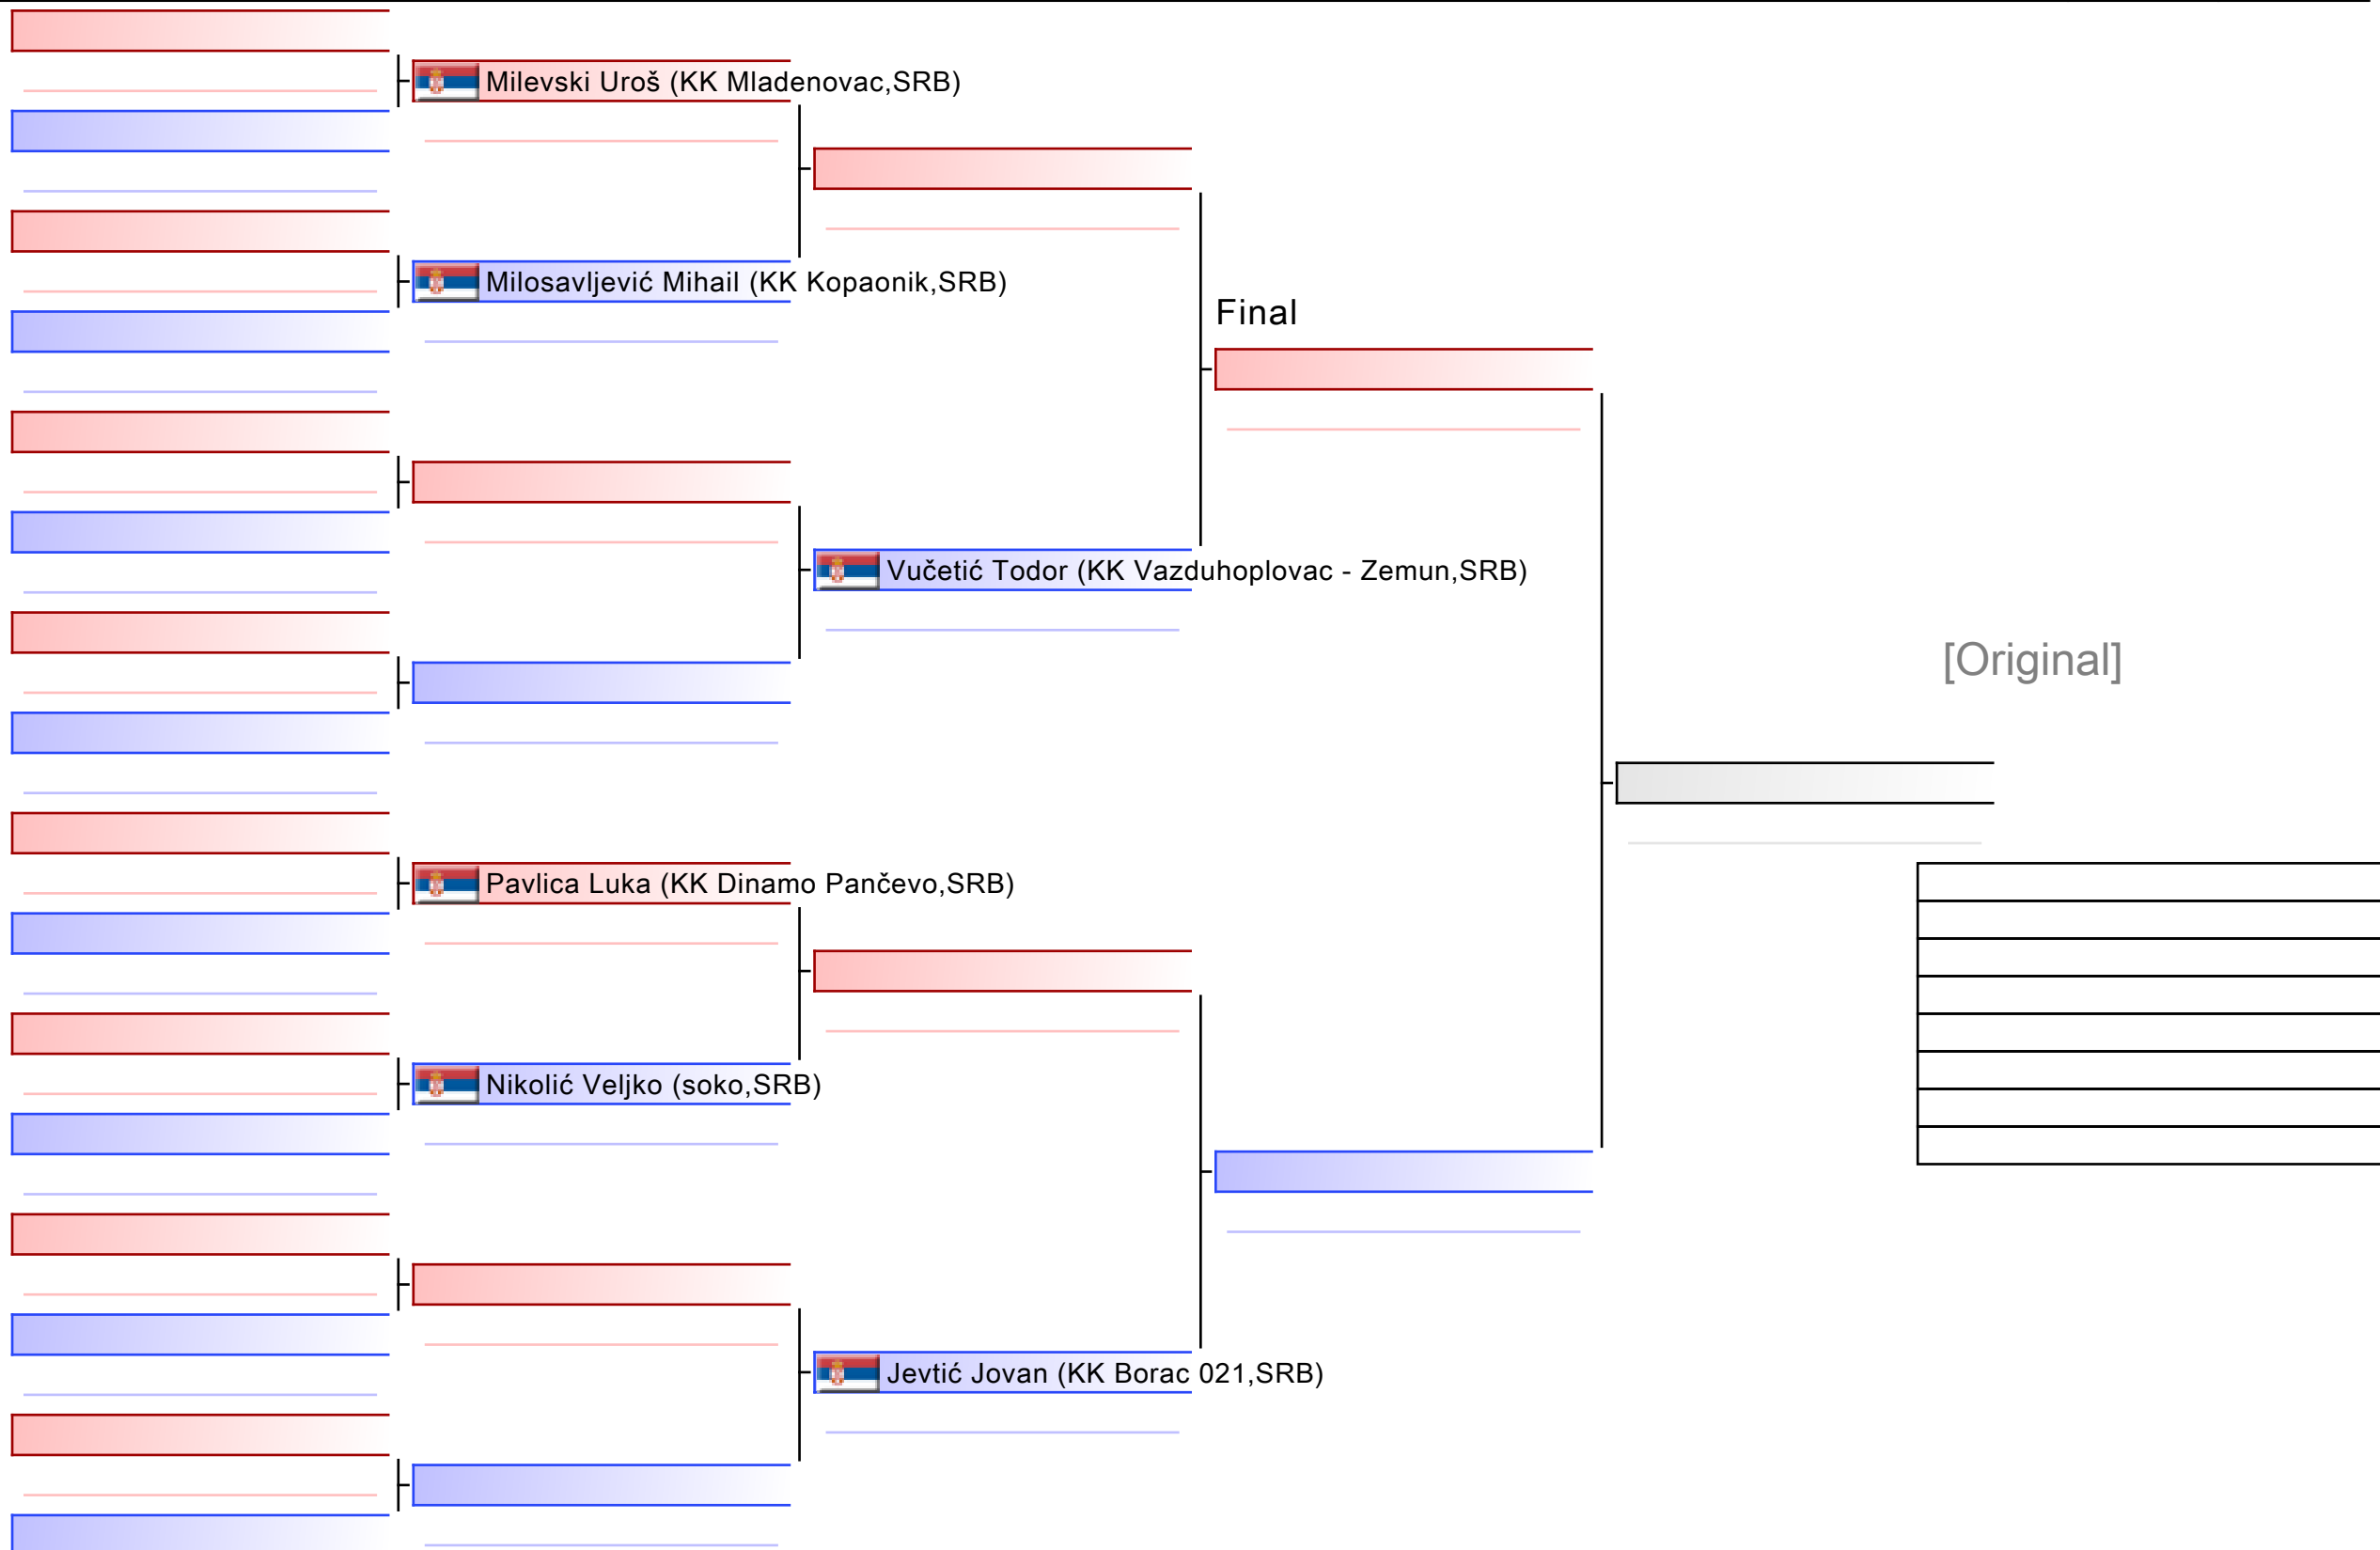 Milevski Uroš (KK Mladenovac,SRB)
Milosavljević Mihail (KK Kopaonik,SRB)
Final
Vučetić Todor (KK Vazduhoplovac - Zemun,SRB)
[Original]
Pavlica Luka (KK Dinamo Pančevo,SRB)
Nikolić Veljko (soko,SRB)
Jevtić Jovan (KK Borac 021,SRB)